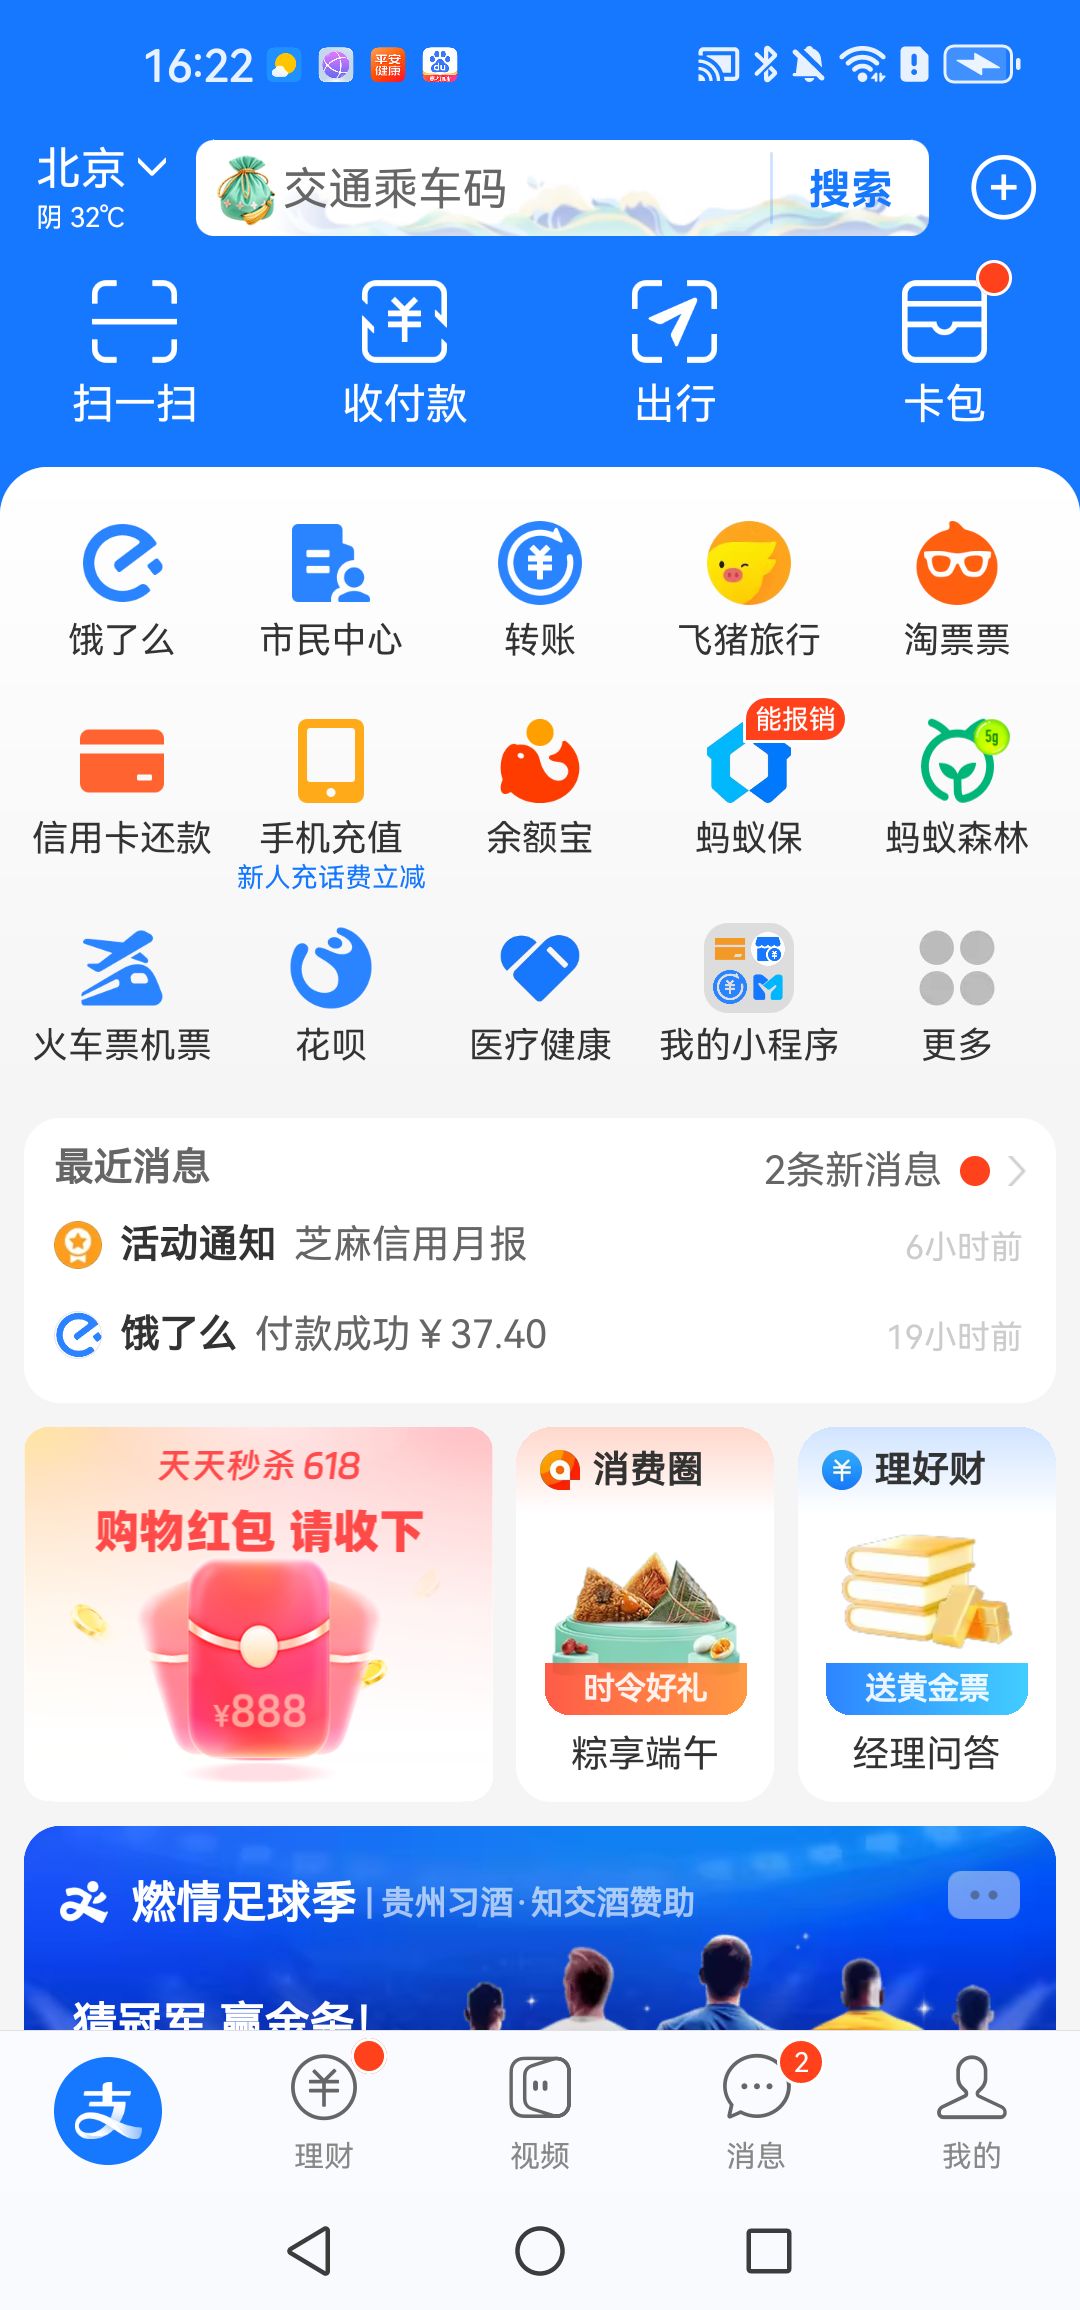 16:22
平安
健康
du
北京
阴 32℃
交通乘车码
搜索
扫一扫
收付款
出行
卡包
饿了么
市民中心
转账
飞猪旅行
淘票票
能报销
5g
信用卡还款
手机充值
余额宝
蚂蚁保
蚂蚁森林
新人充话费立减
火车票机票
花呗
医疗健康
我的小程序
更多
最近消息
2条新消息
活动通知 芝麻信用月报
6小时前
饿了么 付款成功￥37.40
19小时前
天天秒杀 618
购物红包 请收下
¥888
消费圈
时令好礼
粽享端午
理好财
送黄金票
经理问答
燃情足球季 | 贵州习酒·知交酒赞助
猜冠军 赢金条！
支
理财
视频
2
消息
我的